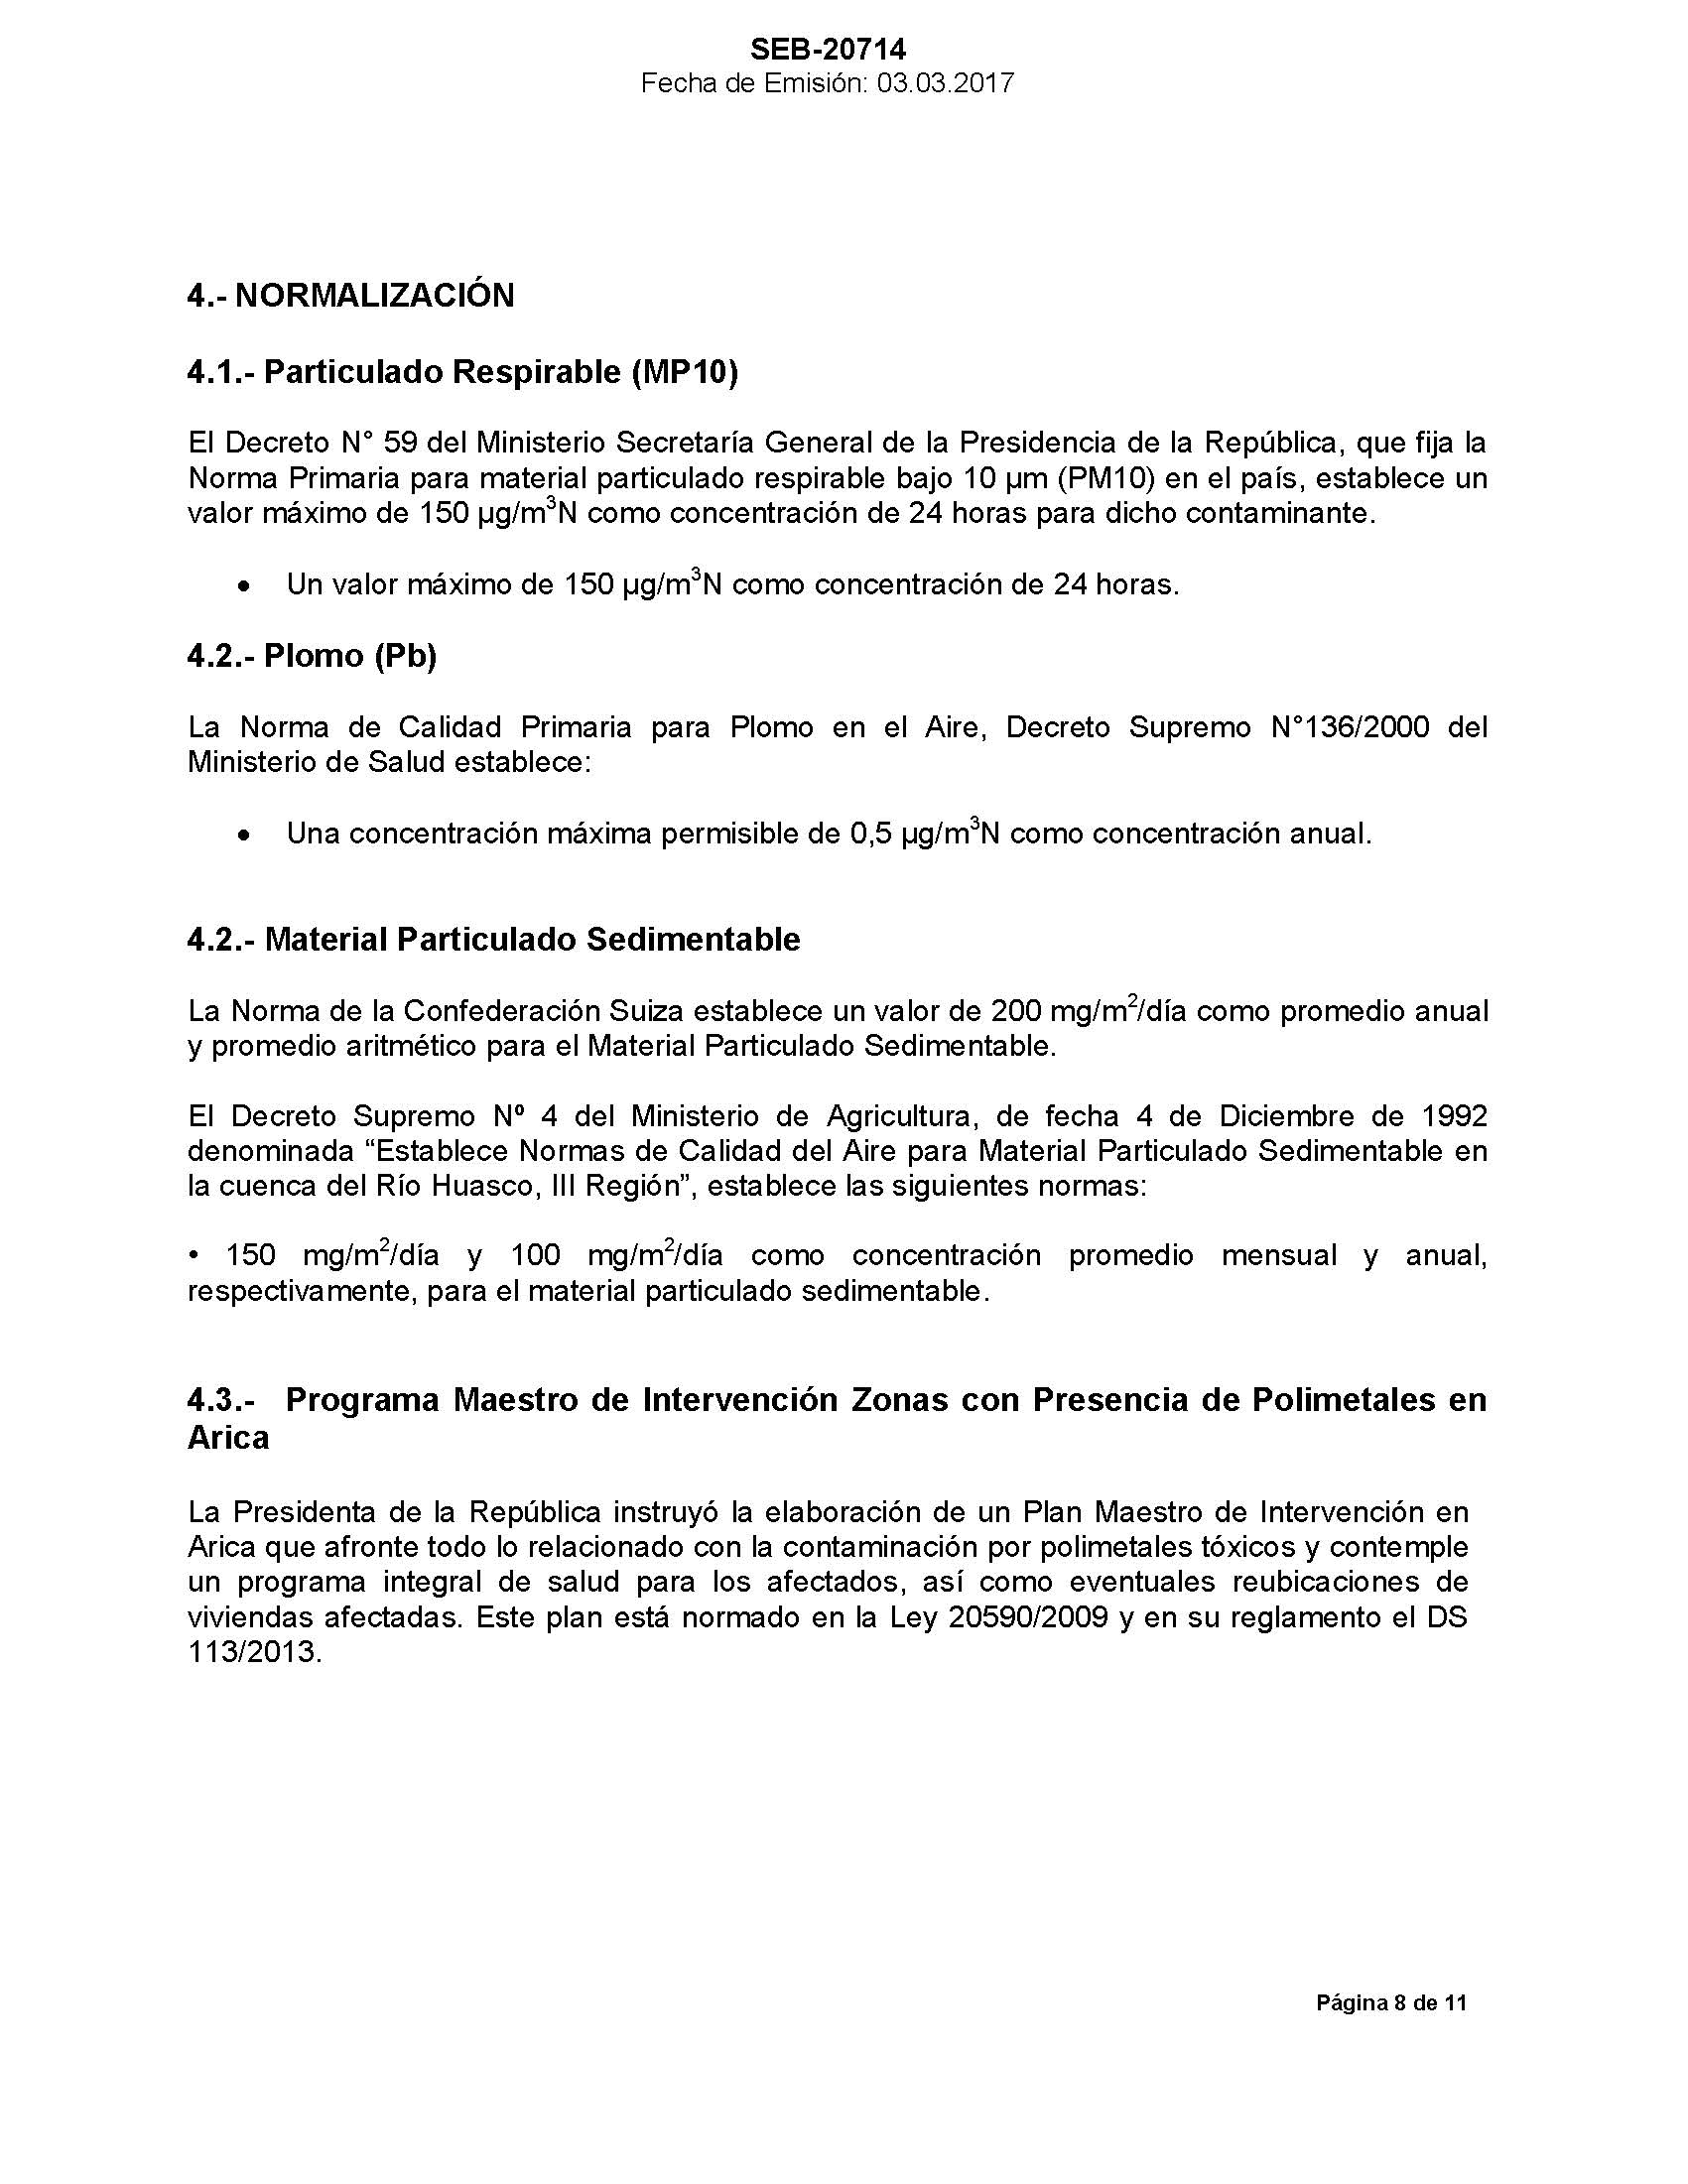 SEB-20714
Fecha de Emisión: 03.03.2017
4.- NORMALIZACIÓN
4.1.- Particulado Respirable (MP10)
El Decreto N° 59 del Ministerio Secretaría General de la Presidencia de la República, que fija la
Norma Primaria para material particulado respirable bajo 10 µm (PM10) en el país, establece un
valor máximo de 150 µg/m³N como concentración de 24 horas para dicho contaminante.
• Un valor máximo de 150 µg/m³N como concentración de 24 horas.
4.2.- Plomo (Pb)
La Norma de Calidad Primaria para Plomo en el Aire, Decreto Supremo N°136/2000 del
Ministerio de Salud establece:
• Una concentración máxima permisible de 0,5 µg/m³N como concentración anual.
4.2.- Material Particulado Sedimentable
La Norma de la Confederación Suiza establece un valor de 200 mg/m²/día como promedio anual
y promedio aritmético para el Material Particulado Sedimentable.
El Decreto Supremo Nº 4 del Ministerio de Agricultura, de fecha 4 de Diciembre de 1992
denominada “Establece Normas de Calidad del Aire para Material Particulado Sedimentable en
la cuenca del Río Huasco, III Región”, establece las siguientes normas:
• 150 mg/m²/día y 100 mg/m²/día como concentración promedio mensual y anual,
respectivamente, para el material particulado sedimentable.
4.3.- Programa Maestro de Intervención Zonas con Presencia de Polimetales en
Arica
La Presidenta de la República instruyó la elaboración de un Plan Maestro de Intervención en
Arica que afronte todo lo relacionado con la contaminación por polimetales tóxicos y contemple
un programa integral de salud para los afectados, así como eventuales reubicaciones de
viviendas afectadas. Este plan está normado en la Ley 20590/2009 y en su reglamento el DS
113/2013.
Página 8 de 11